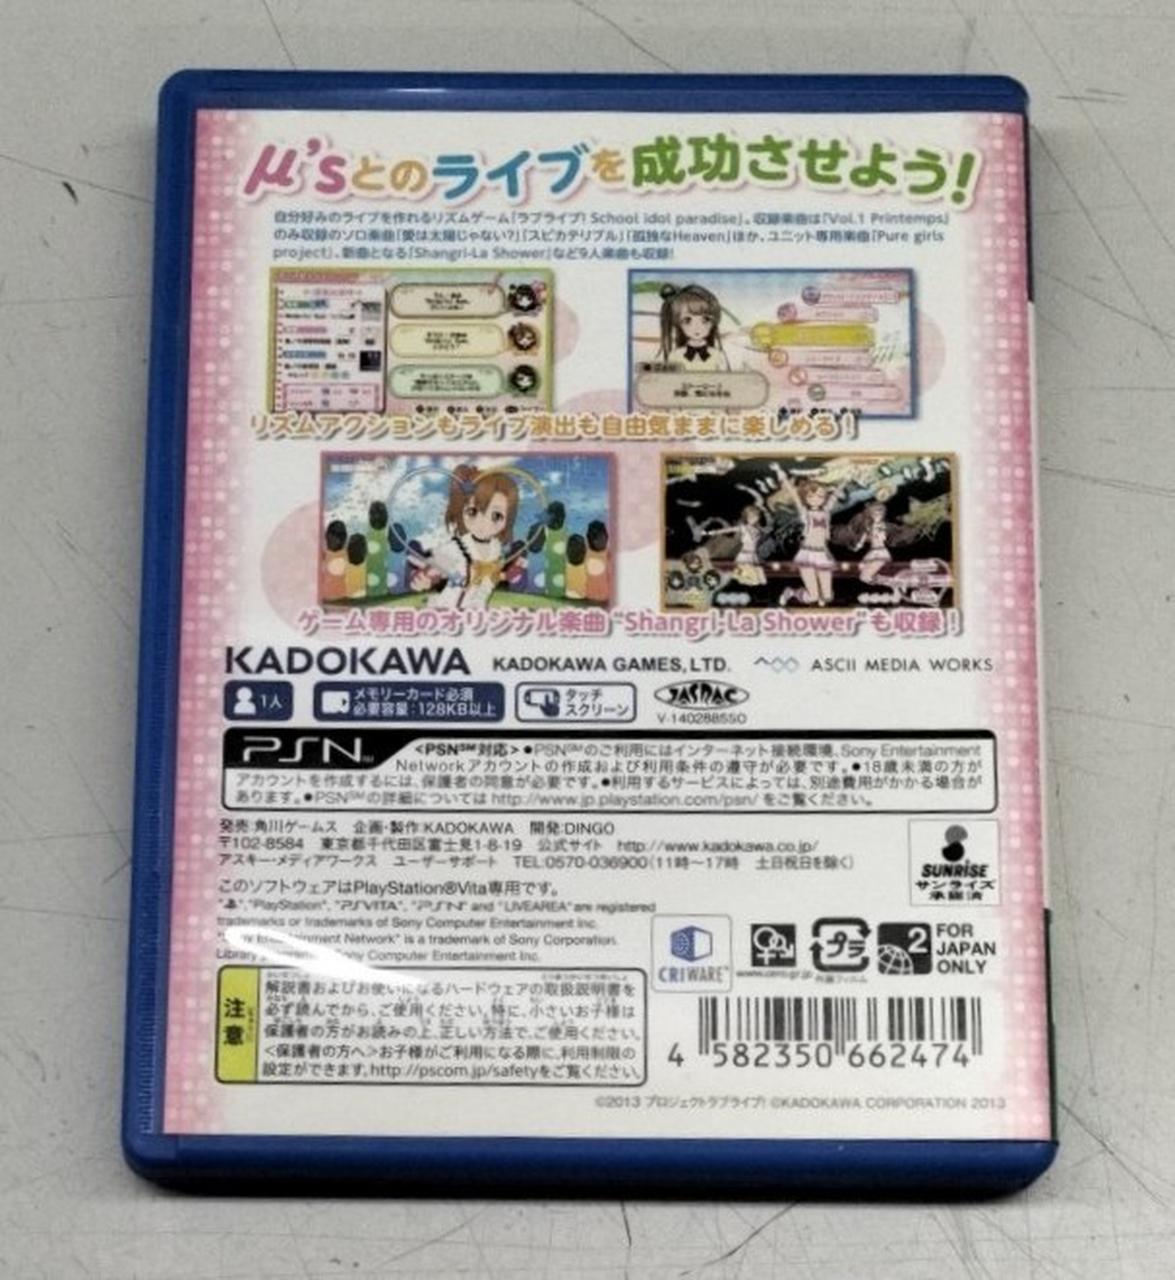 μ'sとのライブを成功させよう!
自分好みのライブを作れるリズムゲーム「ラブライブ! School idol paradise」。収録楽曲は「Vol.1 Printemps」
のみ収録のソロ楽曲「愛は太陽じゃない?」「スピカテリブル」「孤独なHeaven」ほか、ユニット専用楽曲「Pure girls
project」、新曲となる「Shangri-La Shower」など9人楽曲も収録!
リズムアクションもライブ演出も自由気ままに楽しめる!
ゲーム専用のオリジナル楽曲 "Shangri-La Shower"も収録!
KADOKAWA KADOKAWA GAMES, LTD. ASCII MEDIA WORKS
1人 メモリーカード必須
必要容量:128KB以上
タッチ
スクリーン
JASRAC
V-1402885SO
PSN <PSN℠対応> ●PSN℠のご利用にはインターネット接続環境、Sony Entertainment
Networkアカウントの作成および利用条件の遵守が必要です。●18歳未満の方が
アカウントを作成するには、保護者の同意が必要です。●利用するサービスによっては、別途費用がかかる場合が
あります。●PSN℠の詳細については http://www.jp.playstation.com/psn/ をご覧ください。
発売:角川ゲームス 企画・製作:KADOKAWA 開発:DINGO
〒102-8584 東京都千代田区富士見1-8-19 公式サイト http://www.kadokawa.co.jp/
アスキー・メディアワークス ユーザーサポート TEL:0570-036900(11時〜17時 土日祝日を除く)
SUNRISE
サンライズ
承認済
このソフトウェアはPlayStation®Vita専用です。
"PlayStation", "PSVITA", "PSN" and "LIVEAREA" are registered
trademarks or trademarks of Sony Computer Entertainment Inc.
Entertainment Network" is a trademark of Sony Corporation.
Library Sony Computer Entertainment Inc.
CRIWARE
www.cero.gr.jp
プラ
外装フィルム
2
FOR
JAPAN
ONLY
注意
解説書およびお使いになるハードウェアの取扱説明書を
必ず読んでから、ご使用ください。特に、小さいお子様は
保護者の方がお読みの上、正しい方法で、ご使用ください。
<保護者の方へ>お子様がご利用になる際に、利用制限の
設定ができます。http://pscom.jp/safetyをご覧ください。
4 582350 662474
©2013 プロジェクトラブライブ! ©KADOKAWA CORPORATION 2013